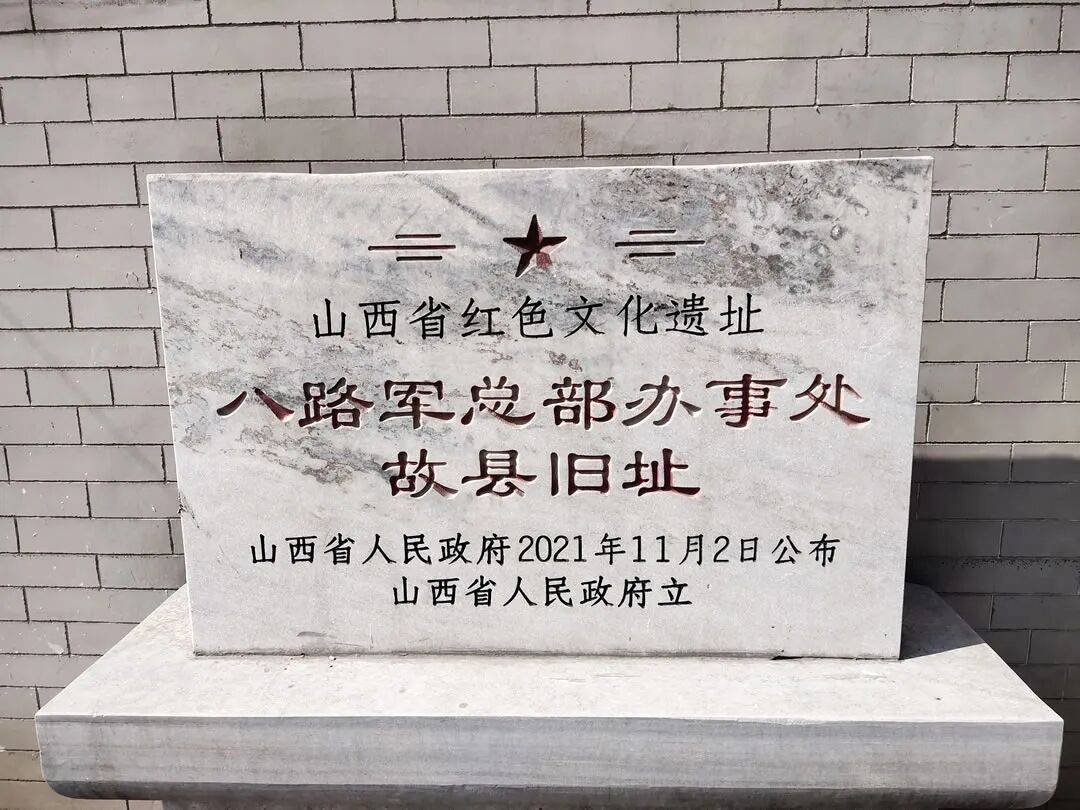 山西省红色文化遗址
八路军总部办事处
故县旧址
山西省人民政府2021年11月2日公布
山西省人民政府立